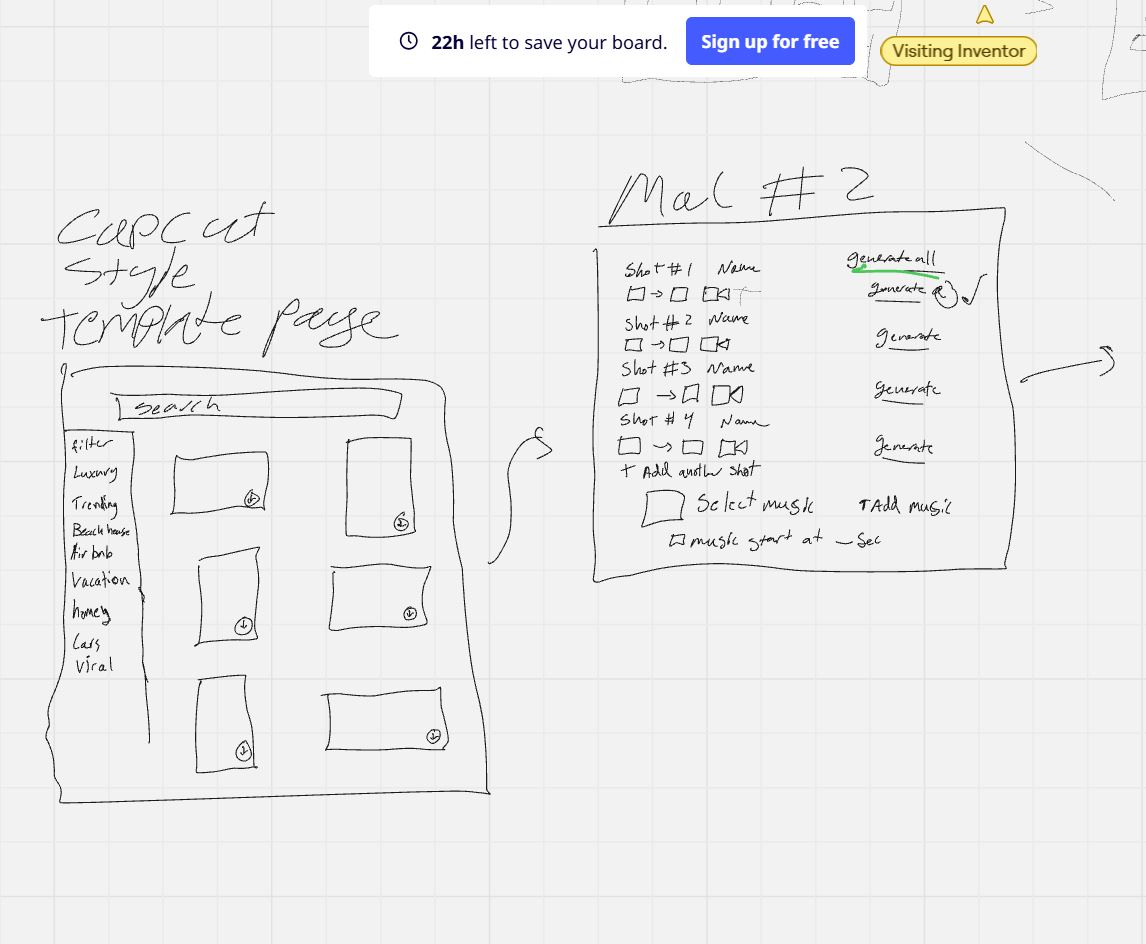 22h left to save your board.
Sign up for free
Visiting Inventor
Capcut
Style
Template page
Search
filter
Luxury
Trending
Beach house
Air bnb
Vacation
homey
Cars
Viral
Mal # 2
generate all
Shot #1 Name
generate
Shot #2 Name
generate
Shot #3 Name
generate
Shot #4 Name
generate
+ Add another shot
Select music
Add music
music start at _ Sec